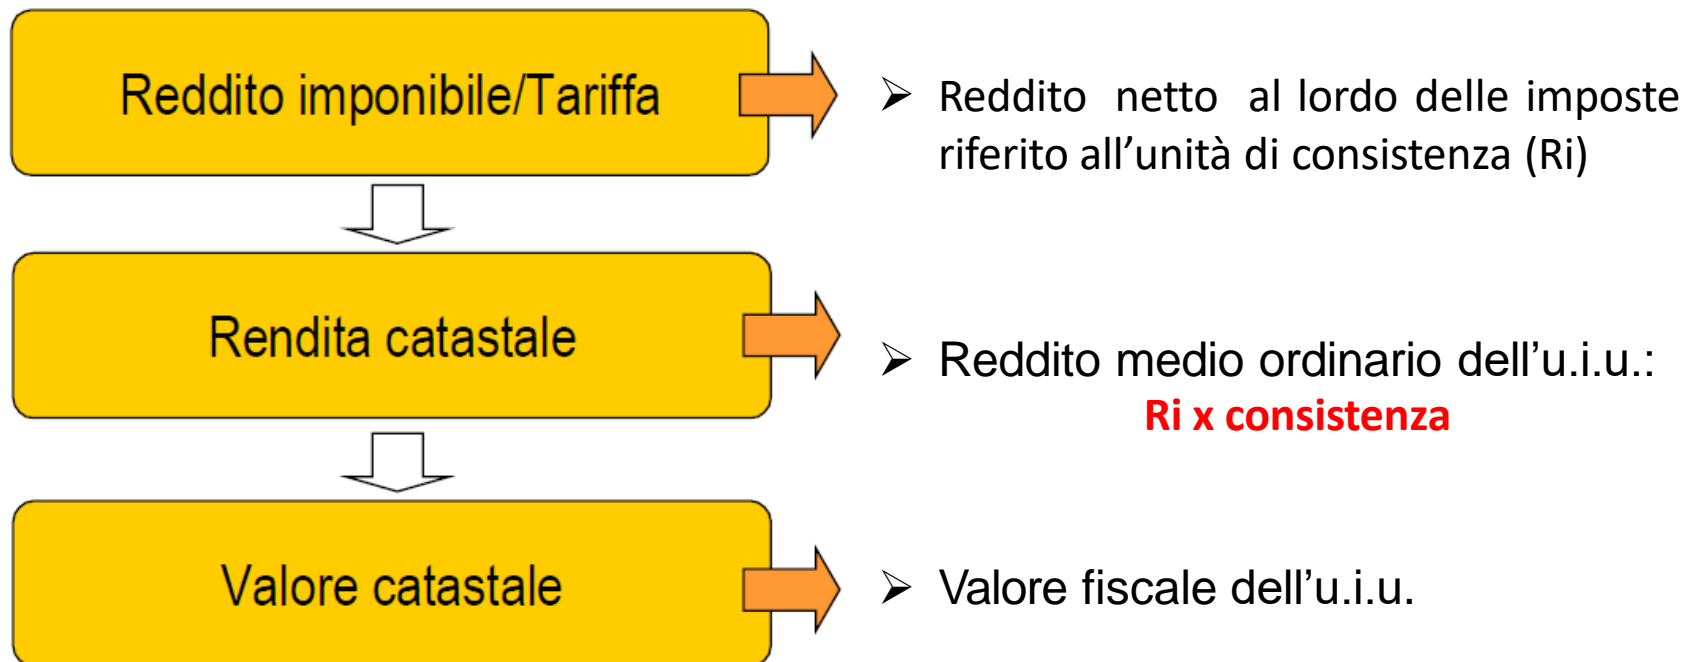 Reddito imponibile/Tariffa
➢ Reddito netto al lordo delle imposte
riferito all’unità di consistenza (Ri)
Rendita catastale
➢ Reddito medio ordinario dell’u.i.u.:
Ri x consistenza
Valore catastale
➢ Valore fiscale dell’u.i.u.